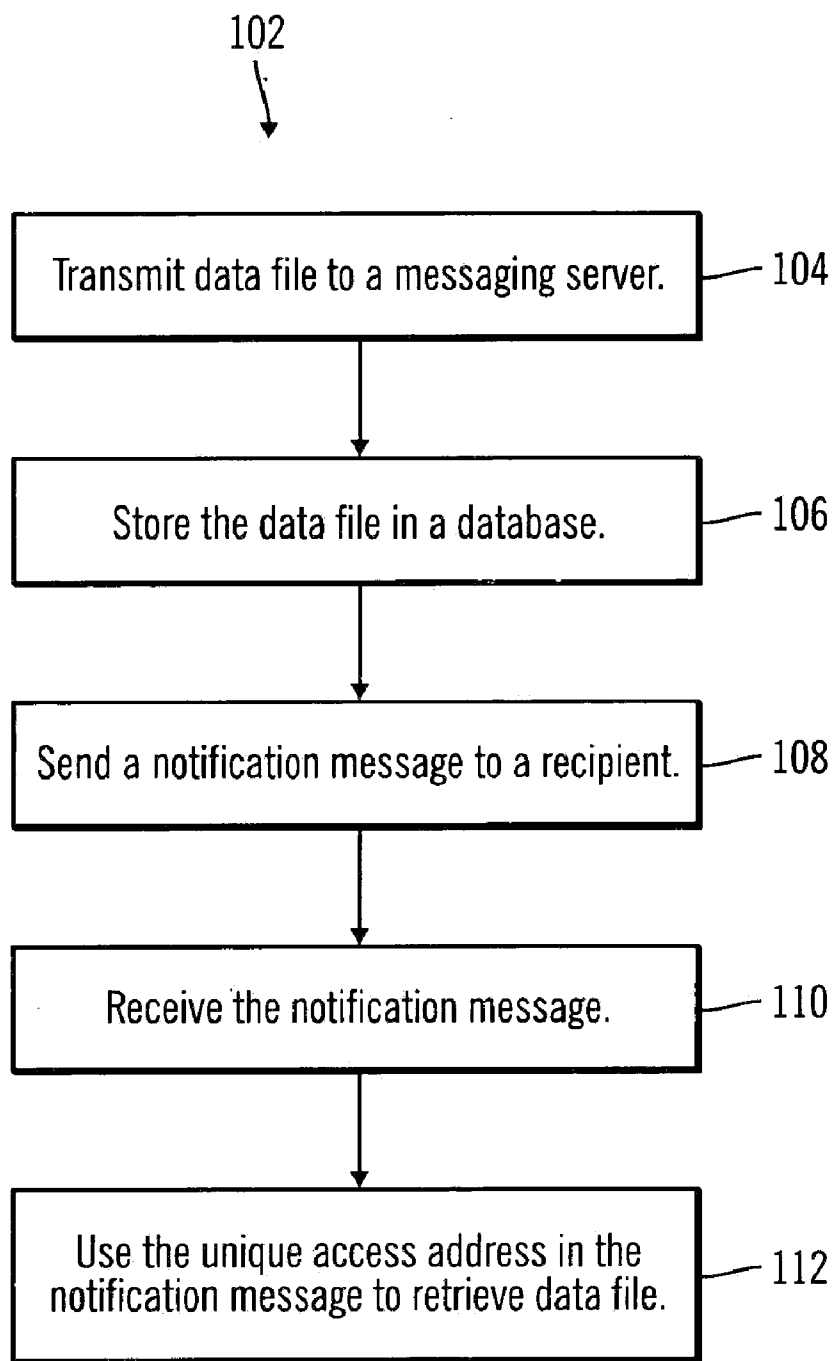 102
Transmit data file to a messaging server.
104
Store the data file in a database.
106
Send a notification message to a recipient.
108
Receive the notification message.
110
Use the unique access address in the
notification message to retrieve data file.
112